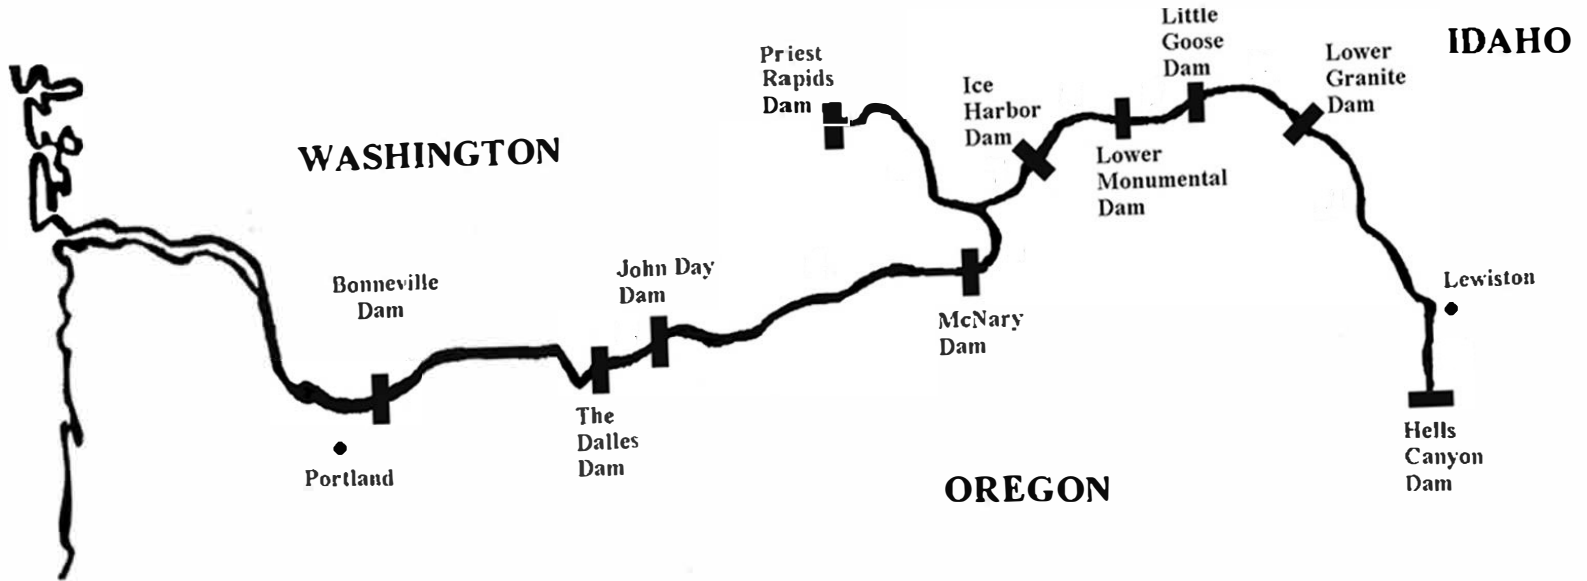 Little
Goose
Dam
IDAHO
Priest
Rapids
Dam
Lower
Granite
Dam
Ice
Harbor
Dam
WASHINGTON
Lower
Monumental
Dam
John Day
Dam
Bonneville
Dam
Lewiston
McNary
Dam
The
Dalles
Dam
Portland
Hells
Canyon
Dam
OREGON